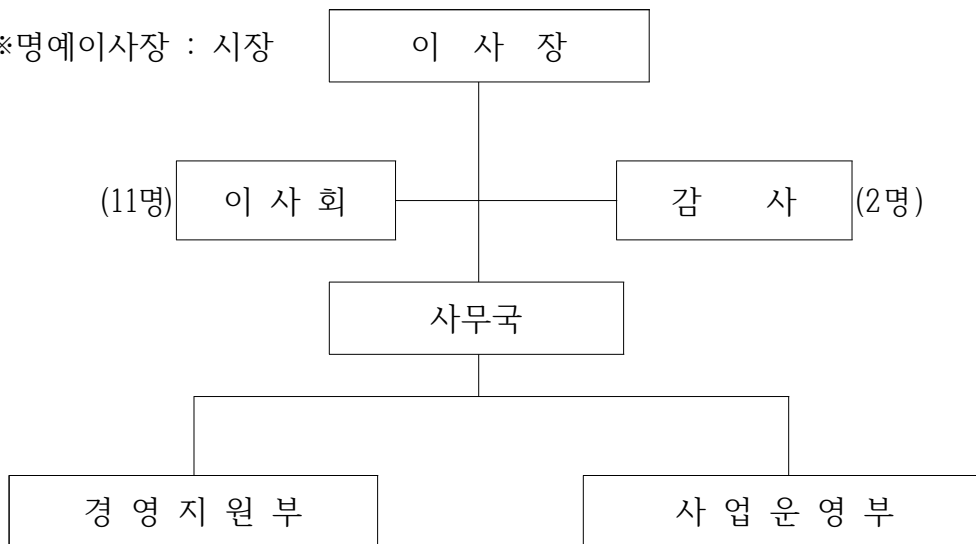 ※명예이사장 : 시장
이 사 장
(11명) 이 사 회
감 사 (2명)
사무국
경 영 지 원 부
사 업 운 영 부